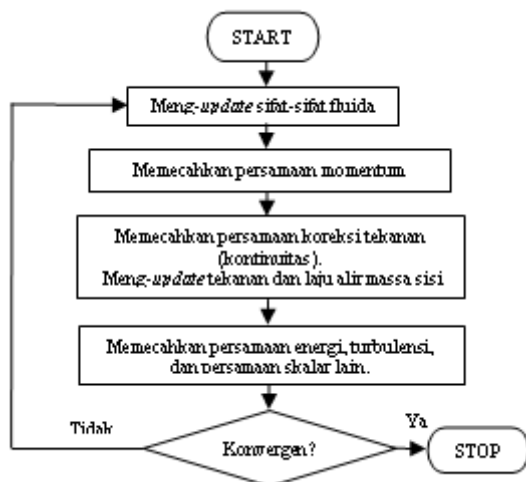 START
Meng-update sifat-sifat fluida
Memecahkan persamaan momentum
Memecahkan persamaan koreksi tekanan
(kontinuitas).
Meng-update tekanan dan laju alir massa sisi
Memecahkan persamaan energi, turbulensi,
dan persamaan skalar lain.
Tidak
Konvergen?
Ya
STOP